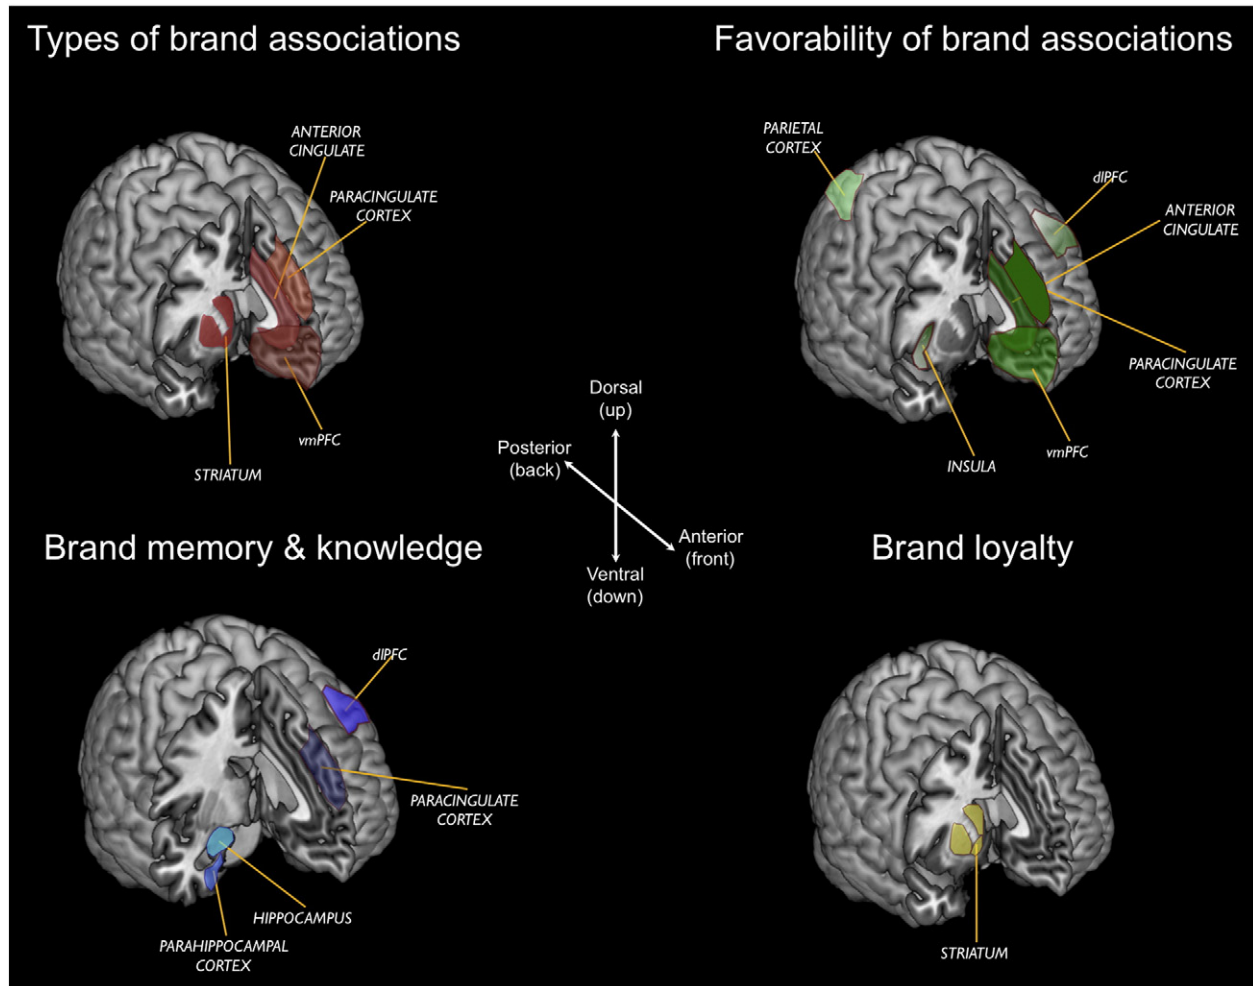 Types of brand associations
ANTERIOR
CINGULATE
PARACINGULATE
CORTEX
vmPFC
STRIATUM
Favorability of brand associations
PARIETAL
CORTEX
dlPFC
ANTERIOR
CINGULATE
PARACINGULATE
CORTEX
vmPFC
INSULA
Dorsal
(up)
Posterior
(back)
Anterior
(front)
Ventral
(down)
Brand memory & knowledge
dlPFC
PARACINGULATE
CORTEX
HIPPOCAMPUS
PARAHIPPOCAMPAL
CORTEX
Brand loyalty
STRIATUM